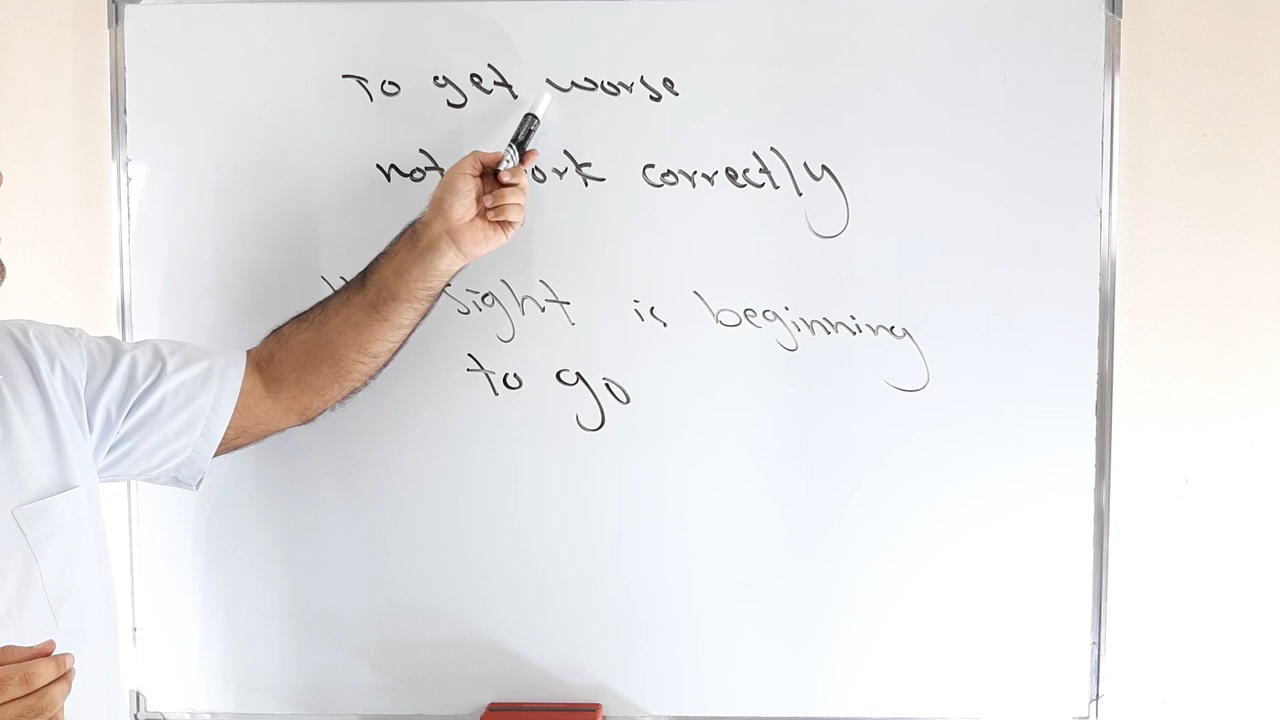 To get worse
not work correctly
sight is beginning
to go